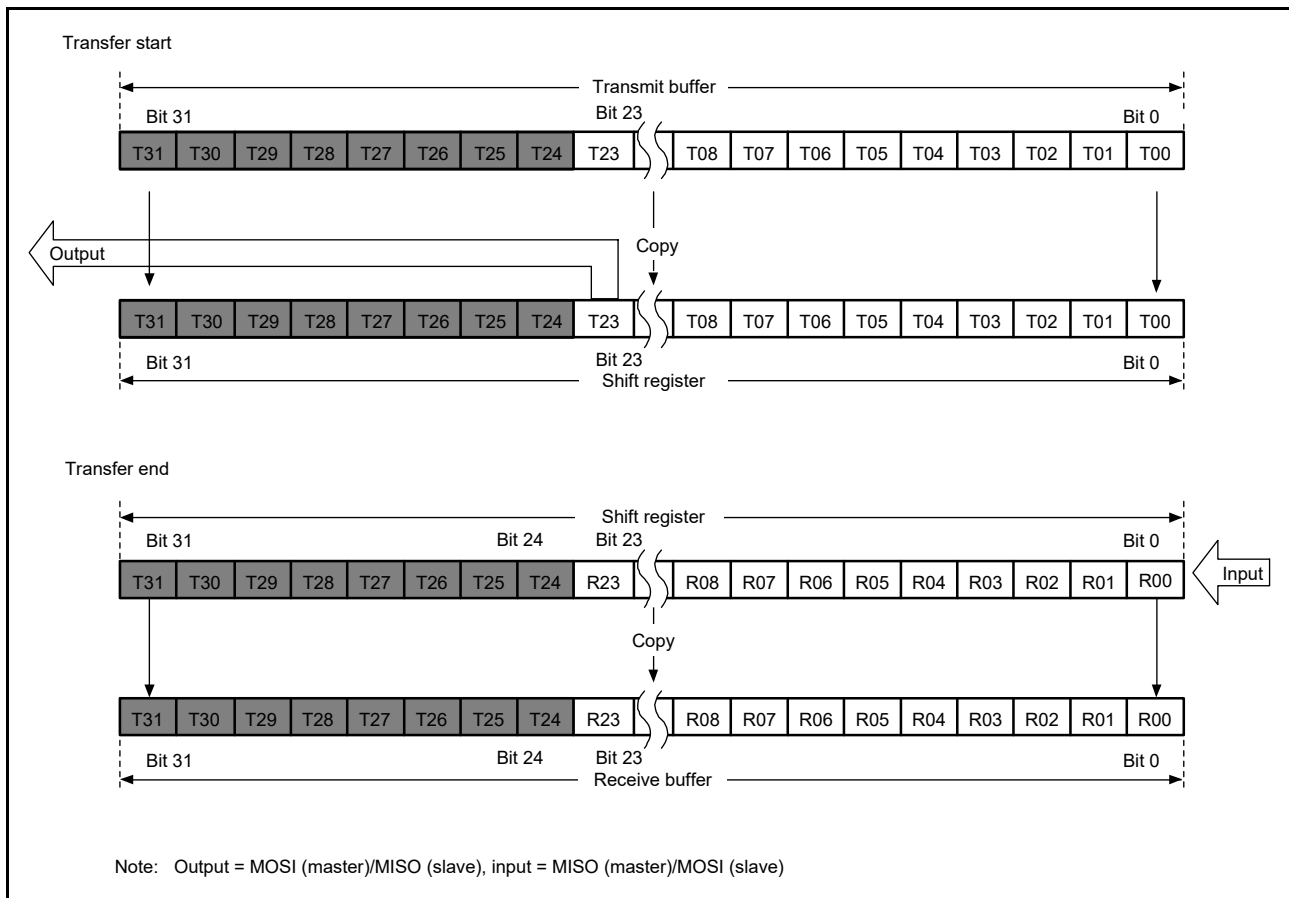 Transfer start
Transmit buffer
Bit 31 Bit 23 Bit 0
T31 T30 T29 T28 T27 T26 T25 T24 T23 T08 T07 T06 T05 T04 T03 T02 T01 T00
Output Copy
T31 T30 T29 T28 T27 T26 T25 T24 T23 T08 T07 T06 T05 T04 T03 T02 T01 T00
Bit 31 Bit 23 Bit 0
Shift register
Transfer end
Shift register
Bit 31 Bit 24 Bit 23 Bit 0
T31 T30 T29 T28 T27 T26 T25 T24 R23 R08 R07 R06 R05 R04 R03 R02 R01 R00 Input
Copy
T31 T30 T29 T28 T27 T26 T25 T24 R23 R08 R07 R06 R05 R04 R03 R02 R01 R00
Bit 31 Bit 24 Bit 23 Bit 0
Receive buffer
Note: Output = MOSI (master)/MISO (slave), input = MISO (master)/MOSI (slave)